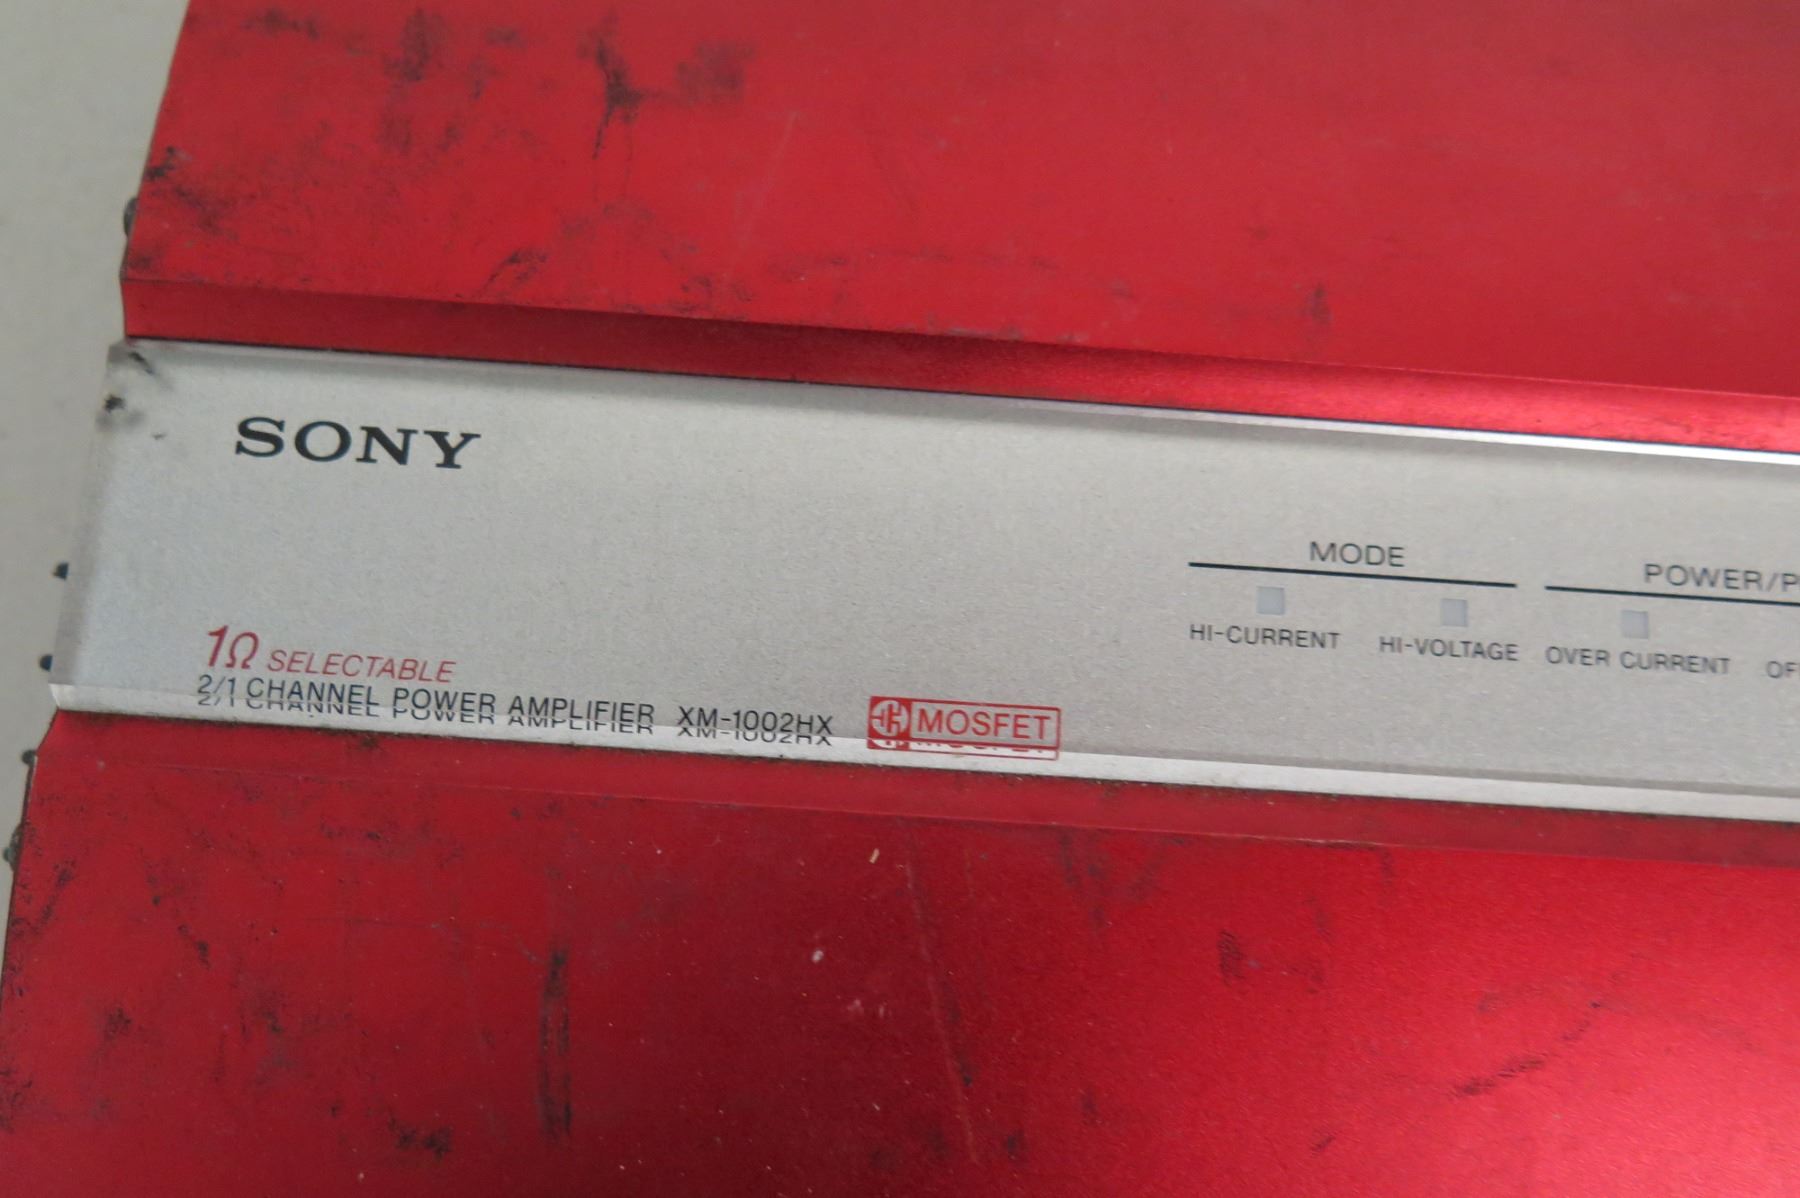 SONY
MODE
POWER/P
HI-CURRENT HI-VOLTAGE OVER CURRENT OF
1Ω SELECTABLE
2/1 CHANNEL POWER AMPLIFIER XM-1002HX MOSFET